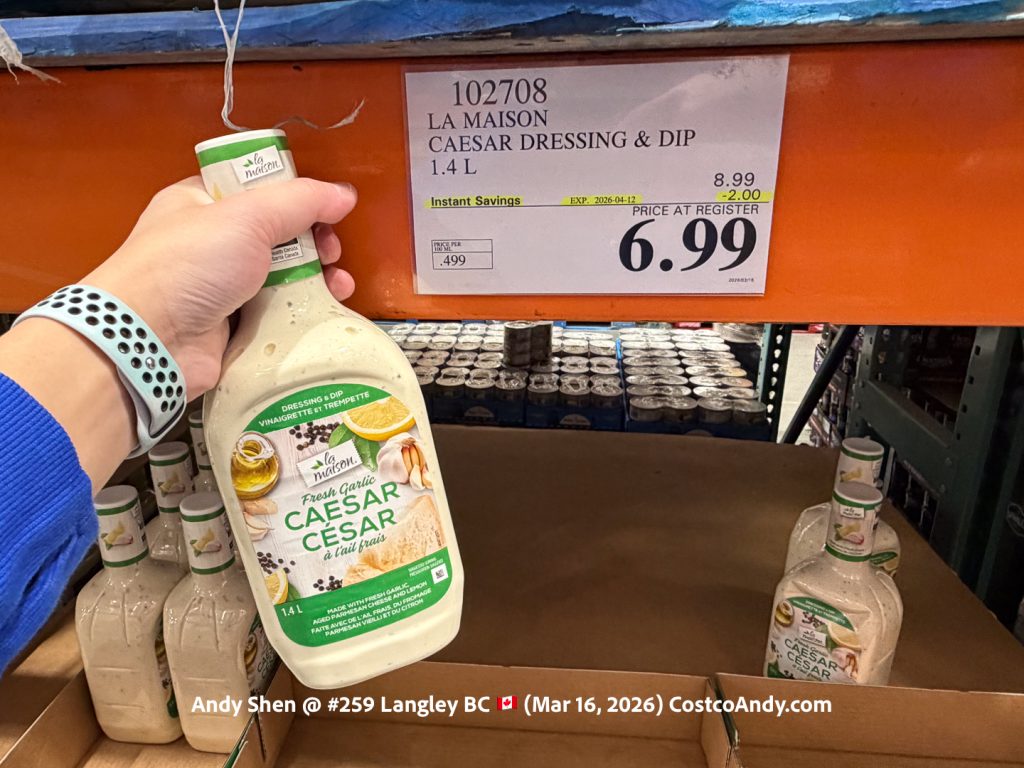 102708
LA MAISON
CAESAR DRESSING & DIP
1.4 L
8.99
Instant Savings EXP. 2026-04-12 -2.00
PRICE AT REGISTER
6.99
PRICE PER
100 ML
.499
la
maison.
DRESSING & DIP
VINAIGRETTE ET TREMPETTE
la
maison.
Fresh Garlic
CAESAR
CÉSAR
à l'ail frais
1.4 L
MADE WITH FRESH GARLIC,
AGED PARMESAN CHEESE AND LEMON
FAITE AVEC DE L'AIL FRAIS, DU FROMAGE
PARMESAN VIEILLI ET DU CITRON
CAESAR
CÉSAR
Andy Shen @ #259 Langley BC 🇨🇦 (Mar 16, 2026) CostcoAndy.com